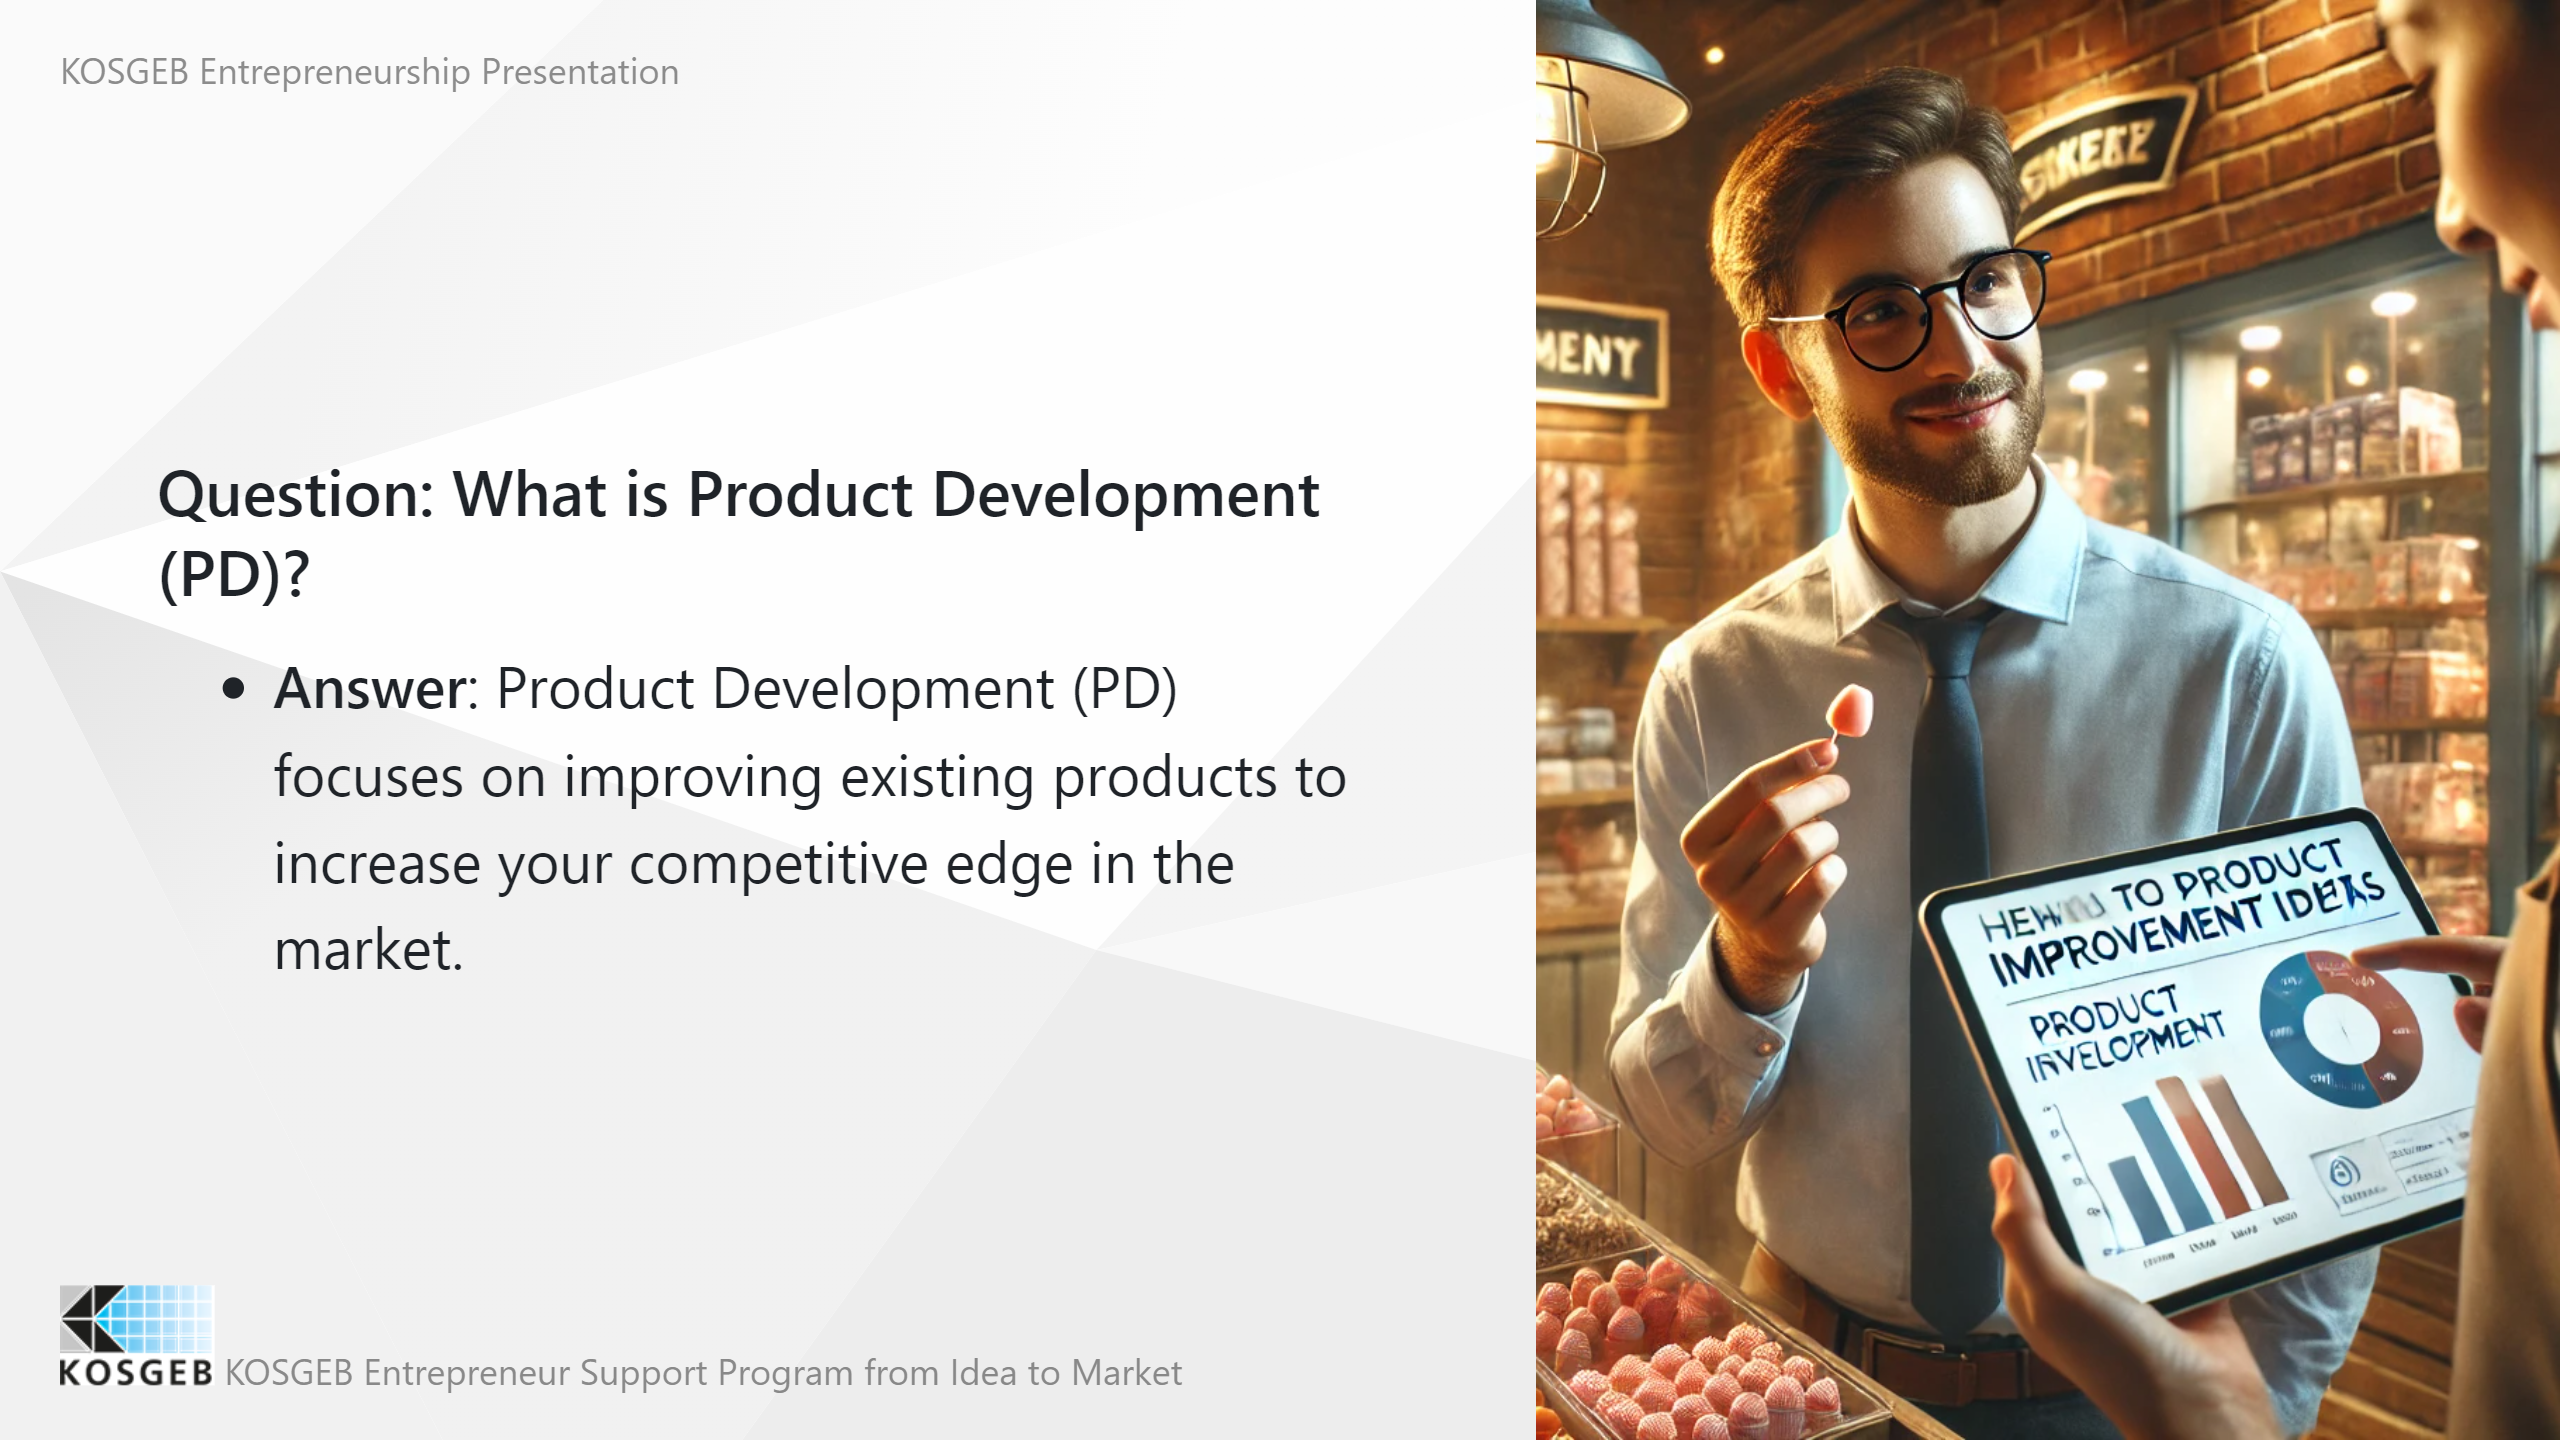 KOSGEB Entrepreneurship Presentation
Question: What is Product Development
(PD)?
• Answer: Product Development (PD)
focuses on improving existing products to
increase your competitive edge in the
market.
KOSGEB
KOSGEB Entrepreneur Support Program from Idea to Market
MENY
TO PRODUCT
IMPROVEMENT IDEAS
PRODUCT